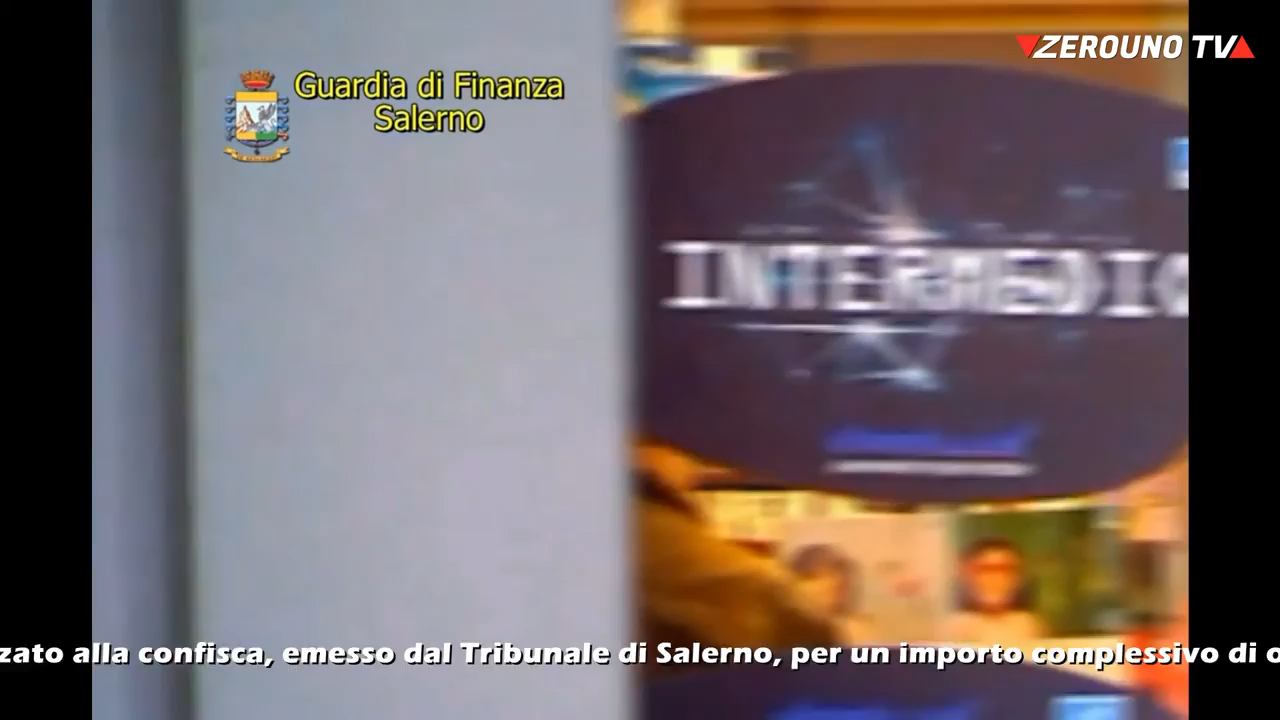 ZEROUNO TV
Guardia di Finanza
Salerno
INTERMEDIO
zato alla confisca, emesso dal Tribunale di Salerno, per un importo complessivo di o